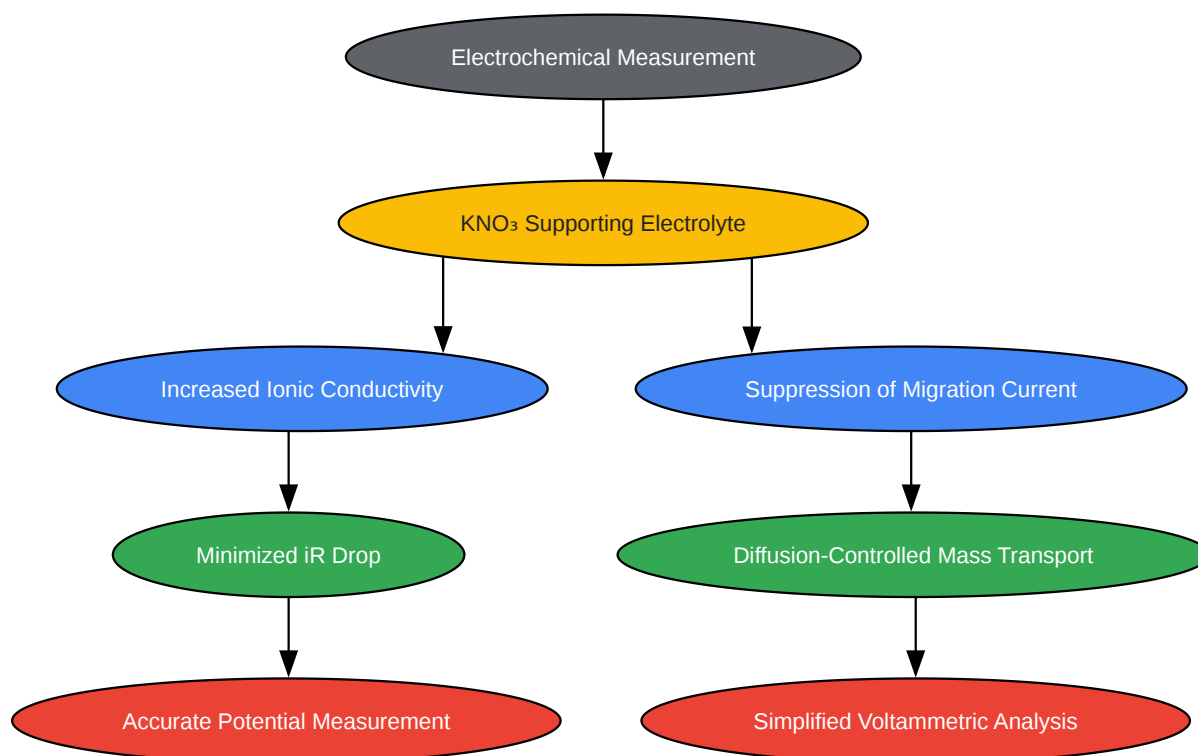 Electrochemical Measurement
KNO₃ Supporting Electrolyte
Increased Ionic Conductivity
Suppression of Migration Current
Minimized iR Drop
Diffusion-Controlled Mass Transport
Accurate Potential Measurement
Simplified Voltammetric Analysis